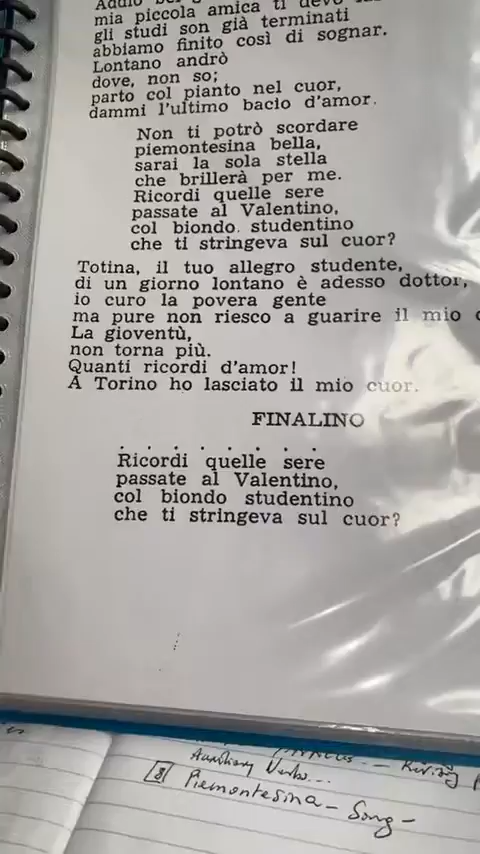 mia piccola amica ti devo
gli studi son già terminati
abbiamo finito così di sognar.
Lontano andrò
dove, non so;
parto col pianto nel cuor,
dammi l'ultimo bacio d'amor.
Non ti potrò scordare
piemontesina bella,
sarai la sola stella
che brillerà per me.
Ricordi quelle sere
passate al Valentino,
col biondo studentino
che ti stringeva sul cuor?
Totina, il tuo allegro studente,
di un giorno lontano è adesso dottor,
io curo la povera gente
ma pure non riesco a guarire il mio
La gioventù,
non torna più.
Quanti ricordi d'amor!
A Torino ho lasciato il mio cuor.
FINALINO
. . . . . . . .
Ricordi quelle sere
passate al Valentino,
col biondo studentino
che ti stringeva sul cuor?
Auxiliary Verbs...
8 Piemontesina - Song -